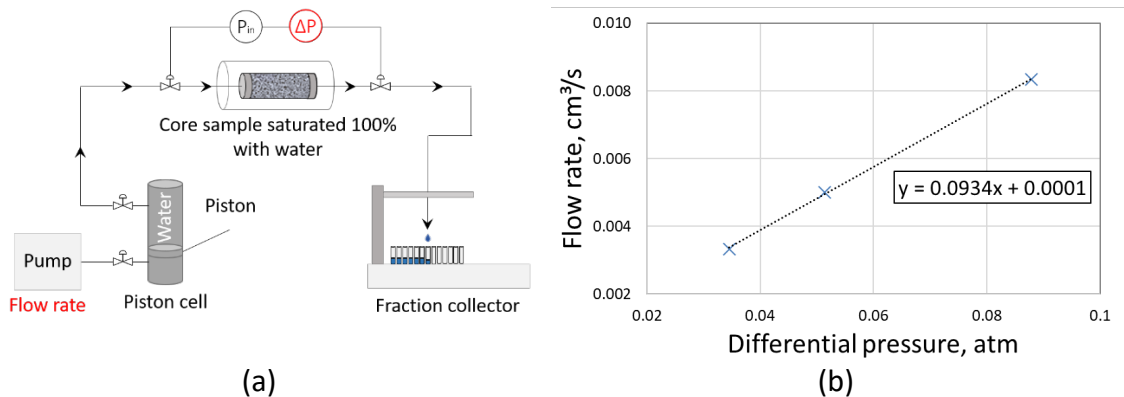 Pin
ΔP
Core sample saturated 100%
with water
Water
Piston
Pump
Flow rate
Piston cell
Fraction collector
(a)
Flow rate, cm³/s
0.010
0.008
0.006
0.004
0.002
y = 0.0934x + 0.0001
0.02
0.04
0.06
0.08
0.1
Differential pressure, atm
(b)